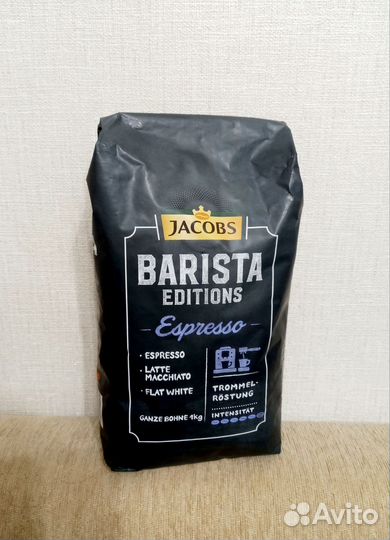 JACOBS
BARISTA
EDITIONS
Espresso
• ESPRESSO
• LATTE
MACCHIATO
• FLAT WHITE
GANZE BOHNE 1Kg
TROMMEL-
RÖSTUNG
INTENSITÄT
Avito